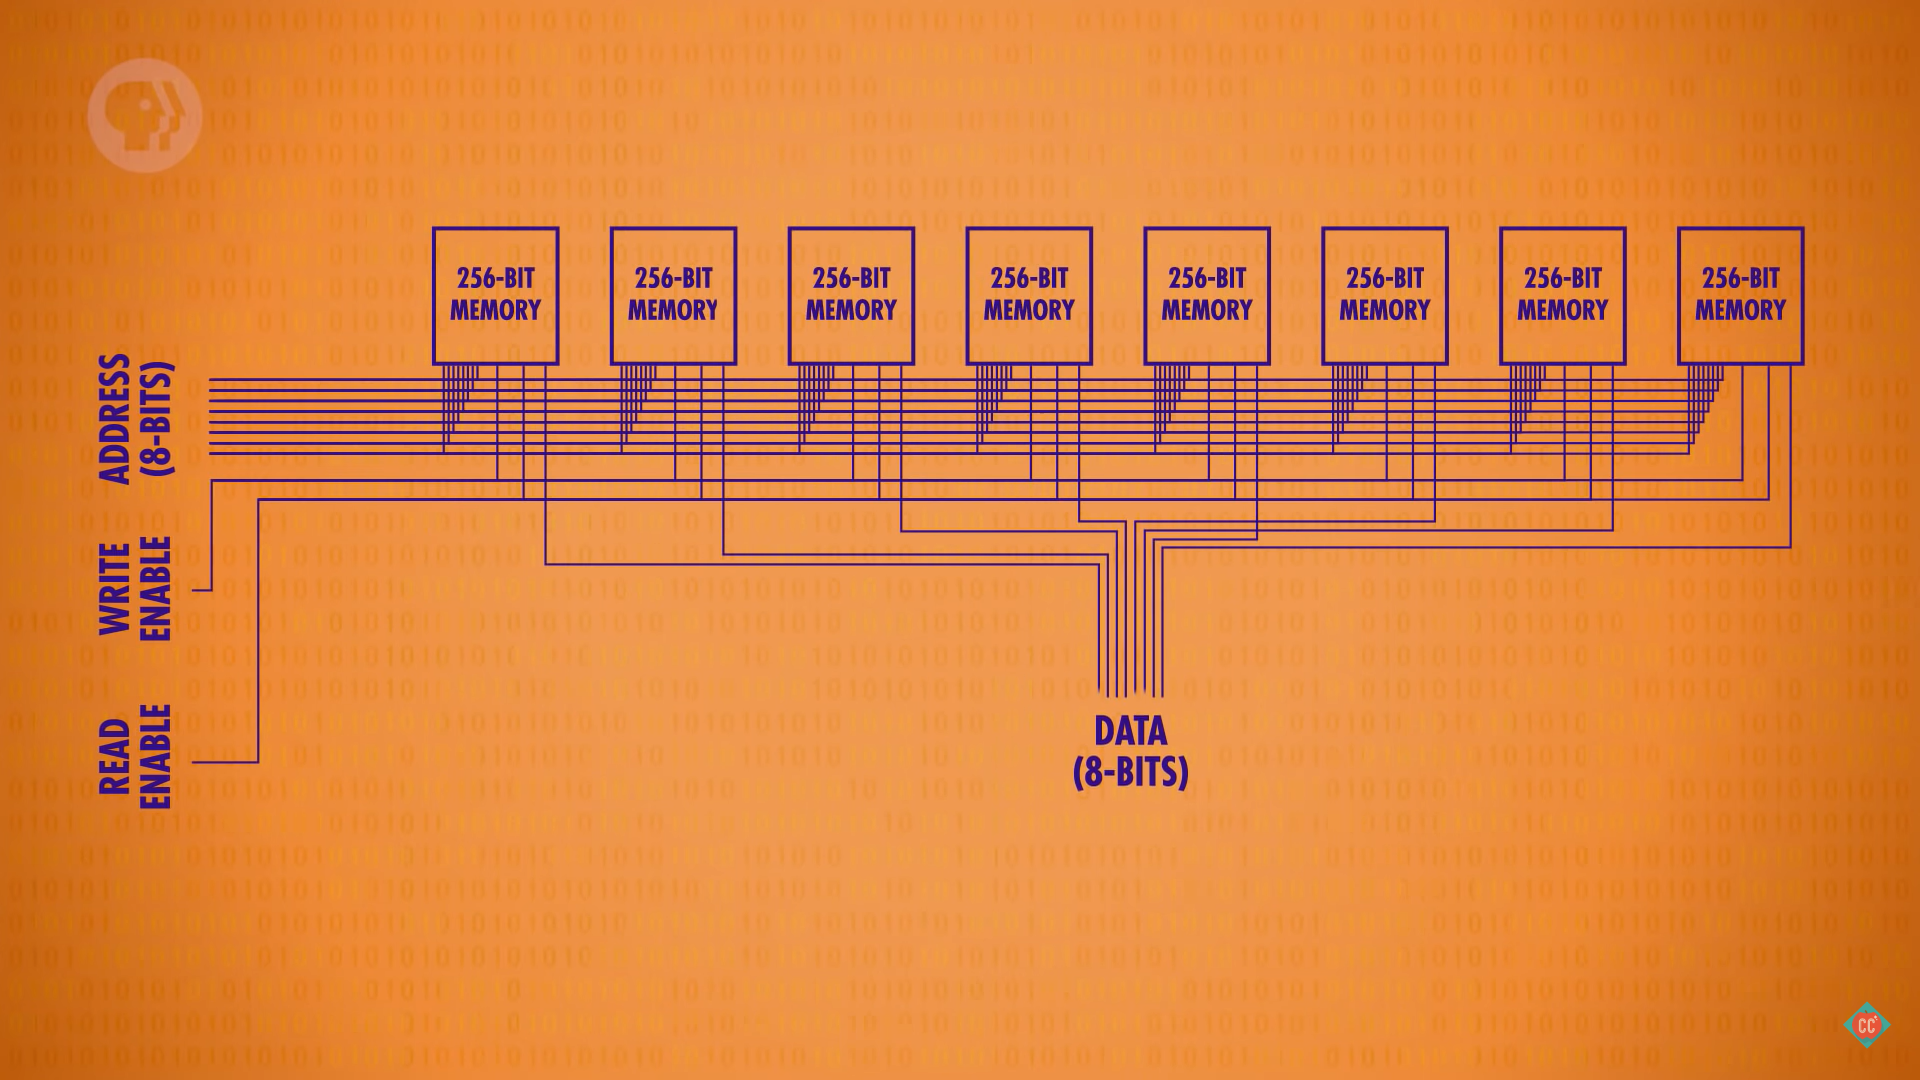 256-BIT
MEMORY
256-BIT
MEMORY
256-BIT
MEMORY
256-BIT
MEMORY
256-BIT
MEMORY
256-BIT
MEMORY
256-BIT
MEMORY
256-BIT
MEMORY
ADDRESS
(8-BITS)
WRITE
ENABLE
READ
ENABLE
DATA
(8-BITS)
CC